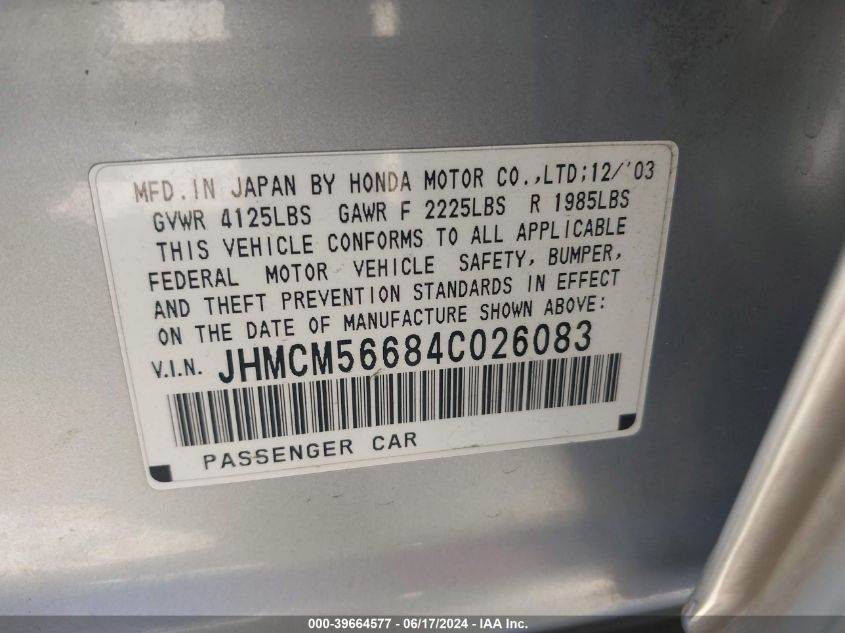 MFD.IN JAPAN BY HONDA MOTOR CO.,LTD;12/'03
GVWR 4125LBS GAWR F 2225LBS R 1985LBS
THIS VEHICLE CONFORMS TO ALL APPLICABLE
FEDERAL MOTOR VEHICLE SAFETY, BUMPER,
AND THEFT PREVENTION STANDARDS IN EFFECT
ON THE DATE OF MANUFACTURE SHOWN ABOVE:
V.I.N. JHMCM56684C026083
PASSENGER CAR
000-39664577 - 06/17/2024 - IAA Inc.